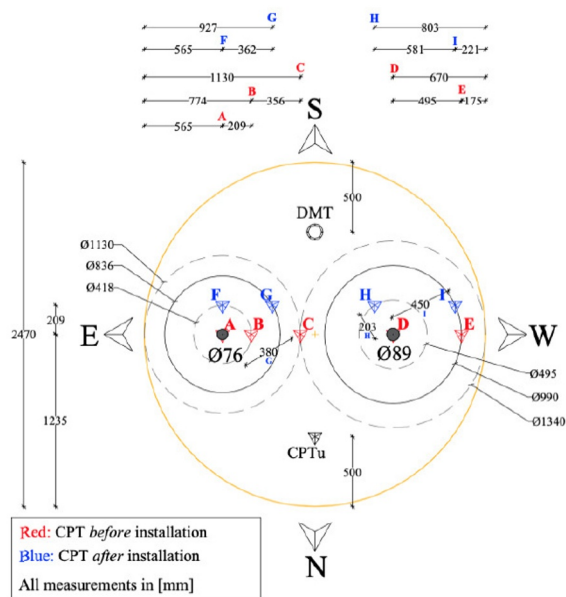 927 G H 803
565 F 362 581 I 221
1130 C D 670
774 B 356 495 E 175
565 A 209
S
500
DMT
Ø1130
Ø836
Ø418
F G H 450 I
209
2470
E A B C 203 H D I E W
Ø76 380 G Ø89
Ø495
Ø990
Ø1340
1235
CPTu
500
N
Red: CPT before installation
Blue: CPT after installation
All measurements in [mm]